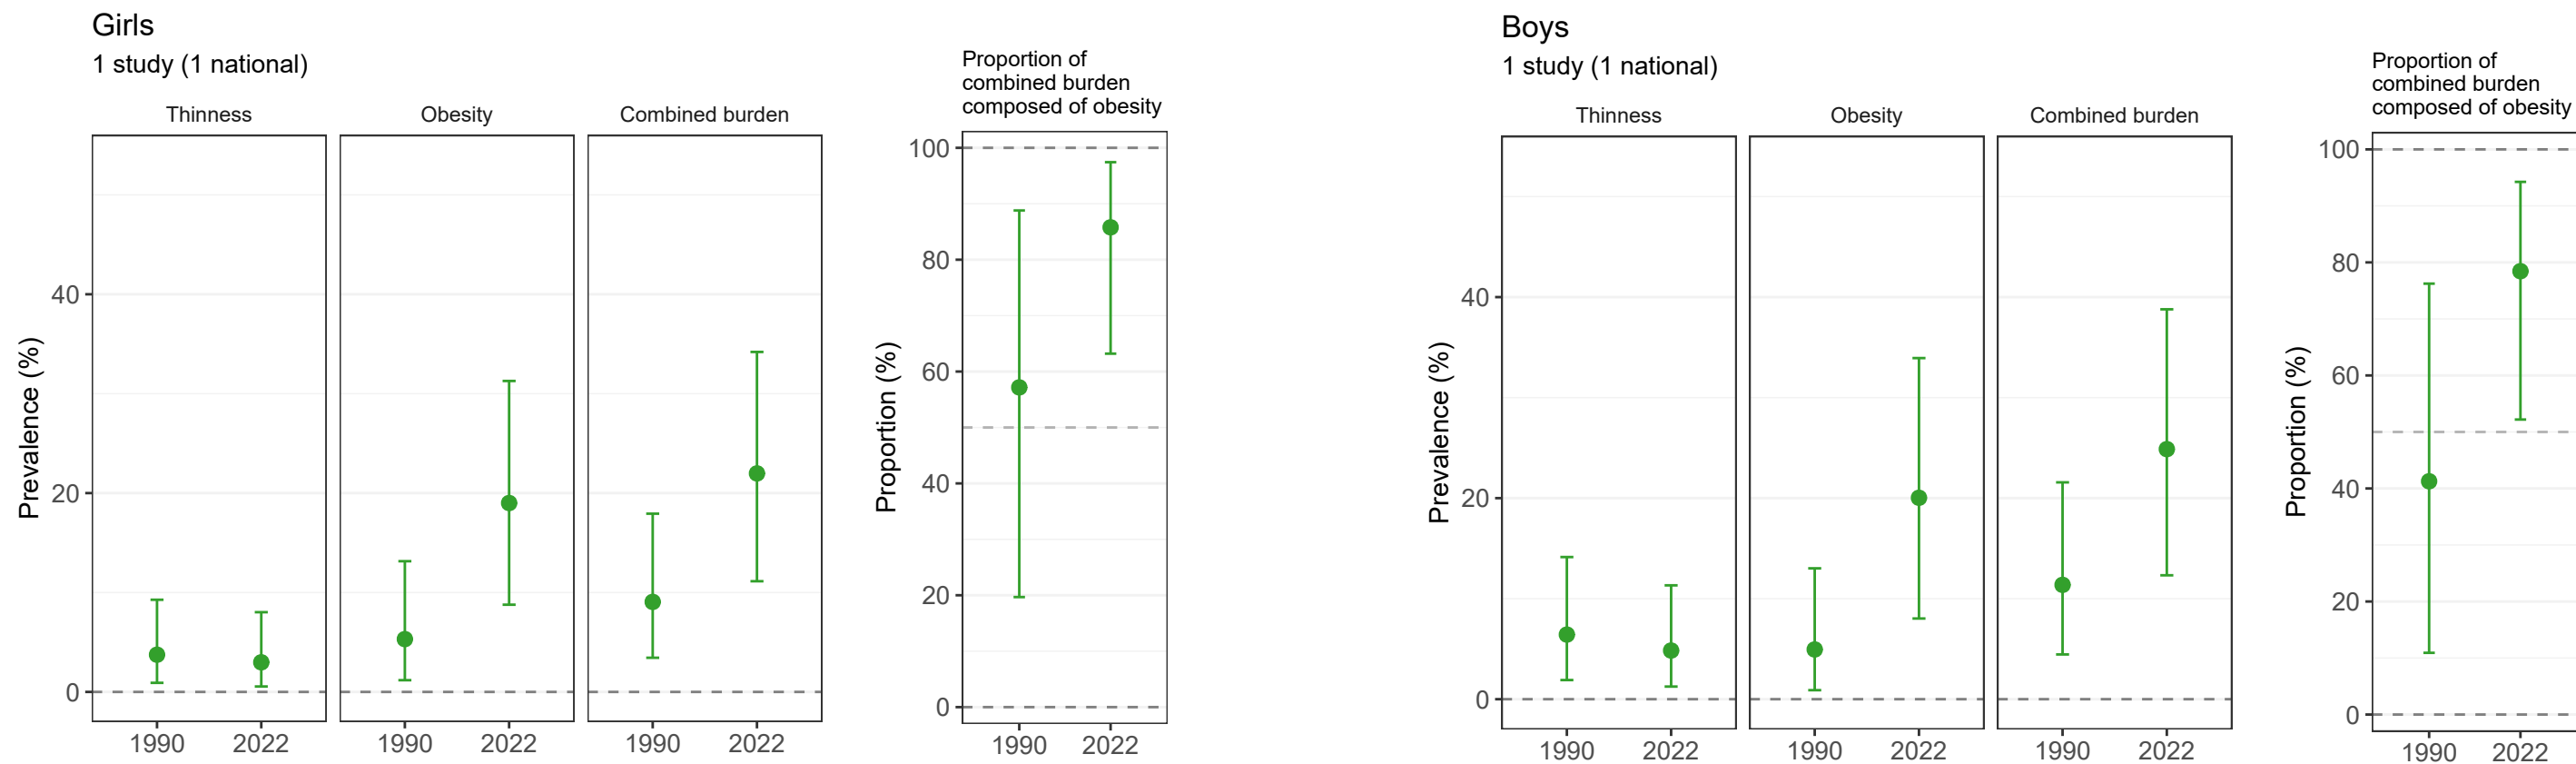 Girls
1 study (1 national)
Thinness
Obesity
Combined burden
Proportion of
combined burden
composed of obesity
Prevalence (%)
40
20
0
1990 2022
1990 2022
1990 2022
Proportion (%)
100
80
60
40
20
0
1990 2022
Boys
1 study (1 national)
Thinness
Obesity
Combined burden
Proportion of
combined burden
composed of obesity
Prevalence (%)
40
20
0
1990 2022
1990 2022
1990 2022
Proportion (%)
100
80
60
40
20
0
1990 2022